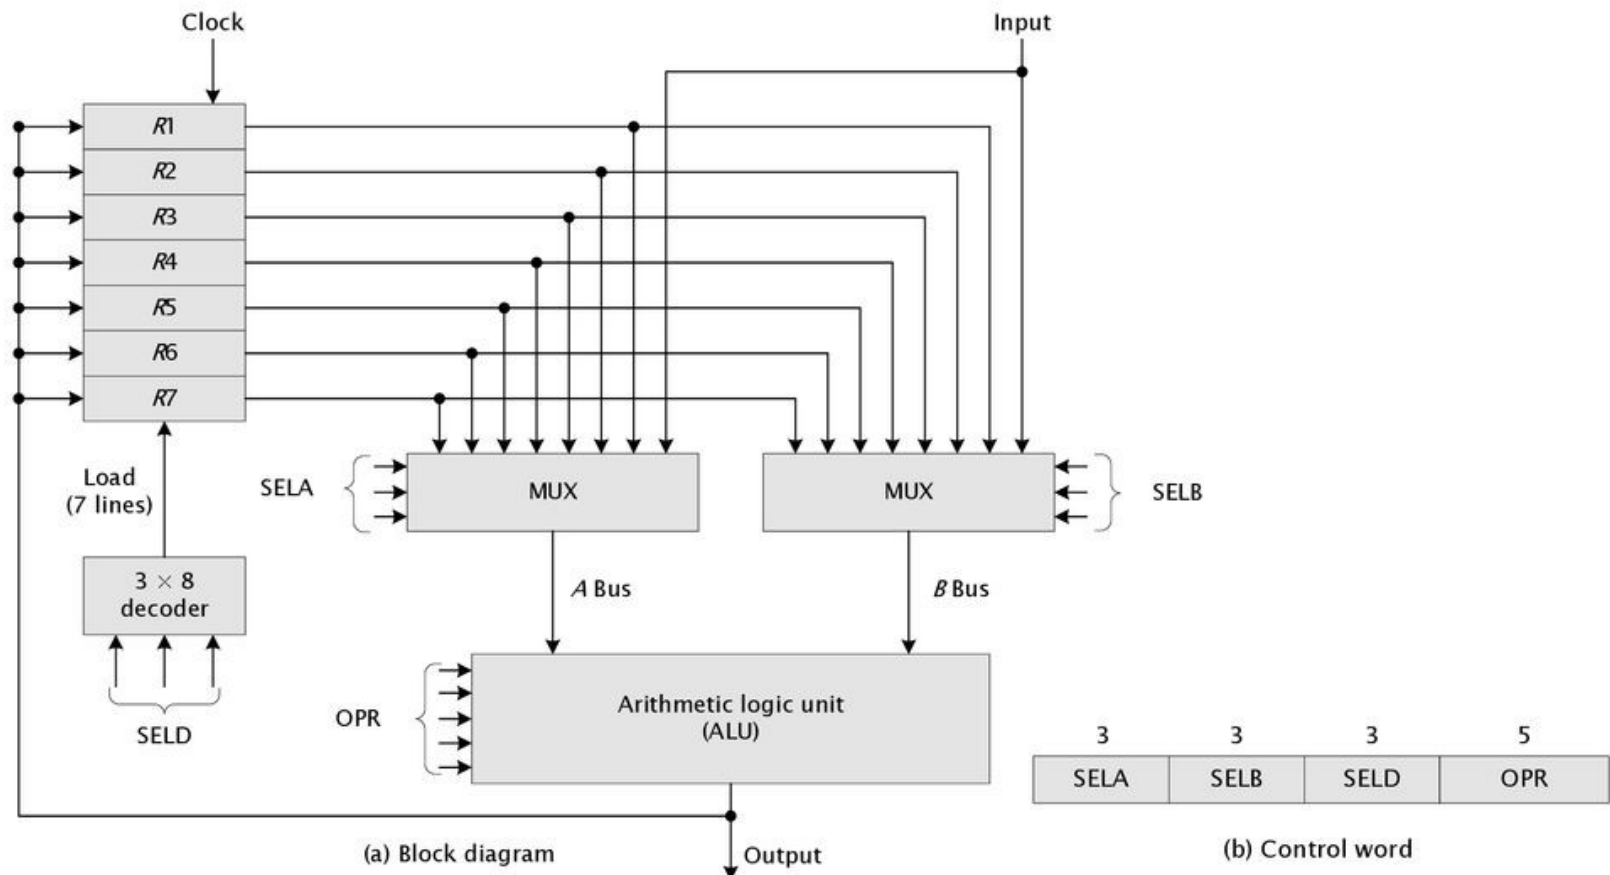 Clock
Input
R1
R2
R3
R4
R5
R6
R7
Load
(7 lines)
SELA
MUX
MUX
SELB
3 × 8
decoder
A Bus
B Bus
SELD
OPR
Arithmetic logic unit
(ALU)
3 3 3 5
SELA SELB SELD OPR
(a) Block diagram
Output
(b) Control word